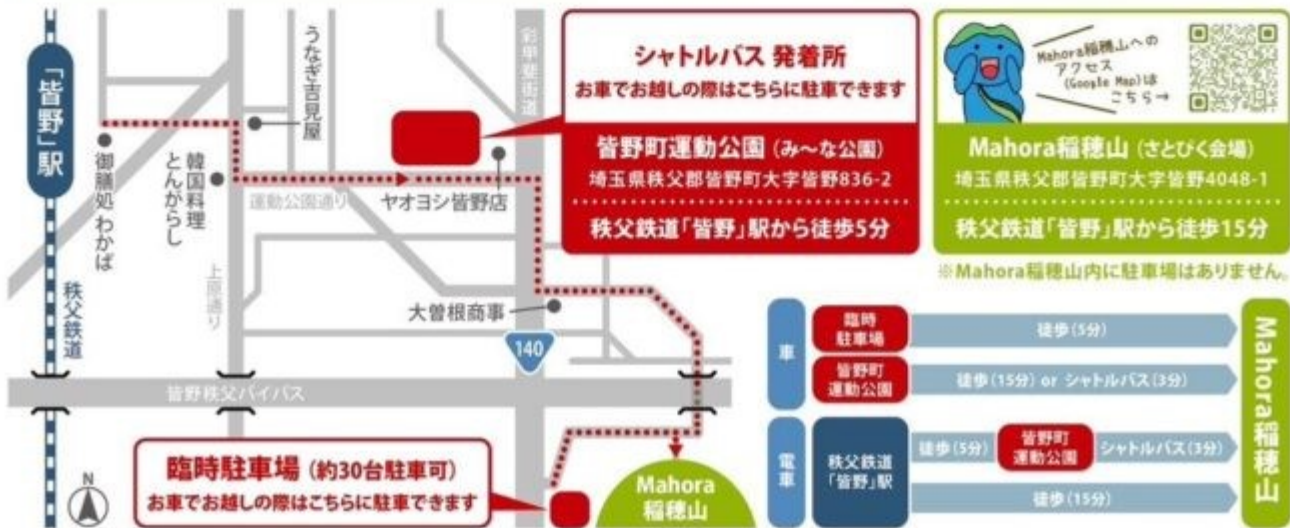 「皆野」駅
秩父鉄道
御膳処 わかば
韓国料理
とんがらし
うなぎ吉見屋
上原通り
運動公園通り
ヤオヨシ皆野店
彩甲斐街道
大曽根商事
140
皆野秩父バイパス
N
シャトルバス 発着所
お車でお越しの際はこちらに駐車できます
皆野町運動公園 (み〜な公園)
埼玉県秩父郡皆野町大字皆野836-2
秩父鉄道「皆野」駅から徒歩5分
Mahora稲穂山への
アクセス
(Google Map)は
こちら→
Mahora稲穂山 (さとびく会場)
埼玉県秩父郡皆野町大字皆野4048-1
秩父鉄道「皆野」駅から徒歩15分
※Mahora稲穂山内に駐車場はありません。
臨時駐車場 (約30台駐車可)
お車でお越しの際はこちらに駐車できます
Mahora
稲穂山
車
臨時
駐車場
徒歩(5分)
皆野町
運動公園
徒歩(15分) or シャトルバス(3分)
電車
秩父鉄道
「皆野」駅
徒歩(5分)
皆野町
運動公園
シャトルバス(3分)
徒歩(15分)
Mahora稲穂山